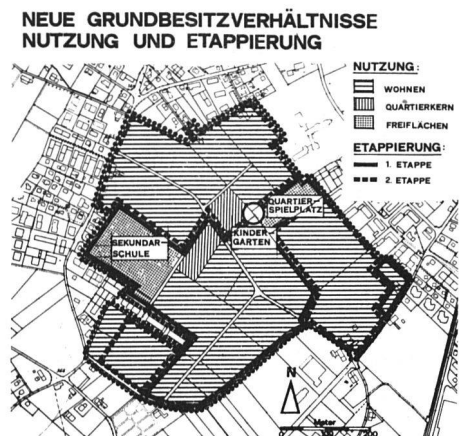 NEUE GRUNDBESITZVERHÄLTNISSE
NUTZUNG UND ETAPPIERUNG
NUTZUNG:
WOHNEN
QUARTIERKERN
FREIFLÄCHEN
ETAPPIERUNG:
1. ETAPPE
2. ETAPPE
QUARTIER-
SPIELPLATZ
KINDER-
GARTEN
SEKUNDAR-
SCHULE
N
Meter